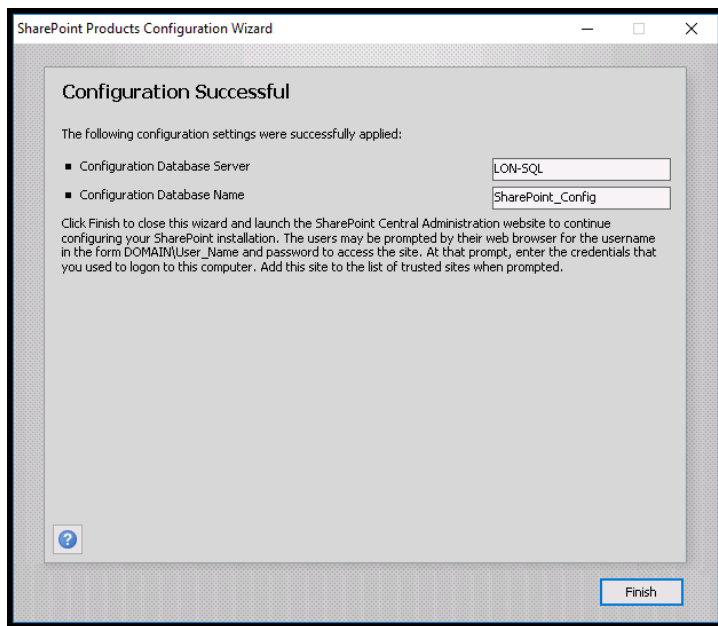 SharePoint Products Configuration Wizard
Configuration Successful
The following configuration settings were successfully applied:
Configuration Database Server
LON-SQL
Configuration Database Name
SharePoint_Config
Click Finish to close this wizard and launch the SharePoint Central Administration website to continue
configuring your SharePoint installation. The users may be prompted by their web browser for the username
in the form DOMAIN\User_Name and password to access the site. At that prompt, enter the credentials that
you used to logon to this computer. Add this site to the list of trusted sites when prompted.
?
Finish